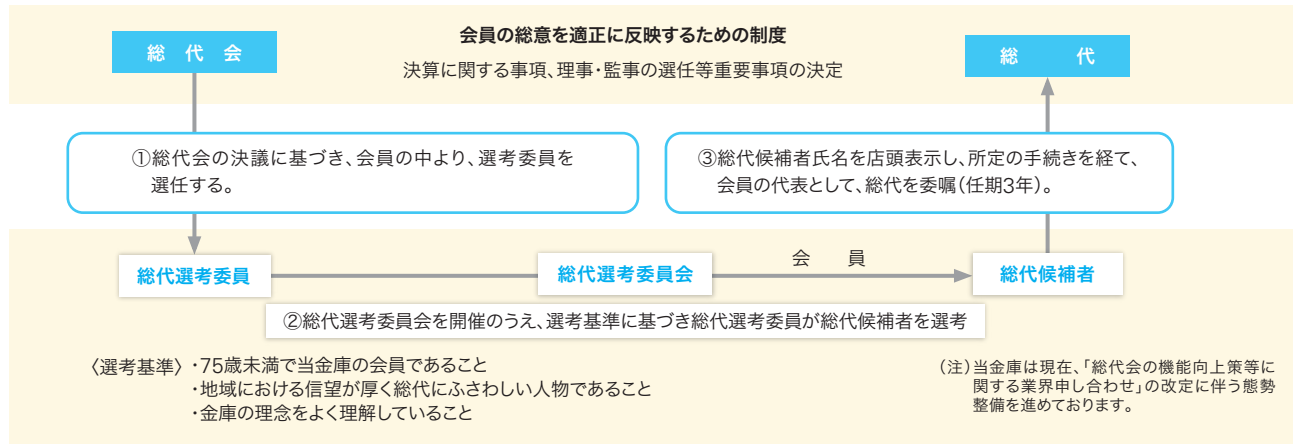 会員の総意を適正に反映するための制度
総代会
決算に関する事項、理事・監事の選任等重要事項の決定
総代
①総代会の決議に基づき、会員の中より、選考委員を
選任する。
③総代候補者氏名を店頭表示し、所定の手続きを経て、
会員の代表として、総代を委嘱(任期3年)。
総代選考委員
総代選考委員会
会員
総代候補者
②総代選考委員会を開催のうえ、選考基準に基づき総代選考委員が総代候補者を選考
〈選考基準〉・75歳未満で当金庫の会員であること
・地域における信望が厚く総代にふさわしい人物であること
・金庫の理念をよく理解していること
(注)当金庫は現在、「総代会の機能向上策等に
関する業界申し合わせ」の改定に伴う態勢
整備を進めております。